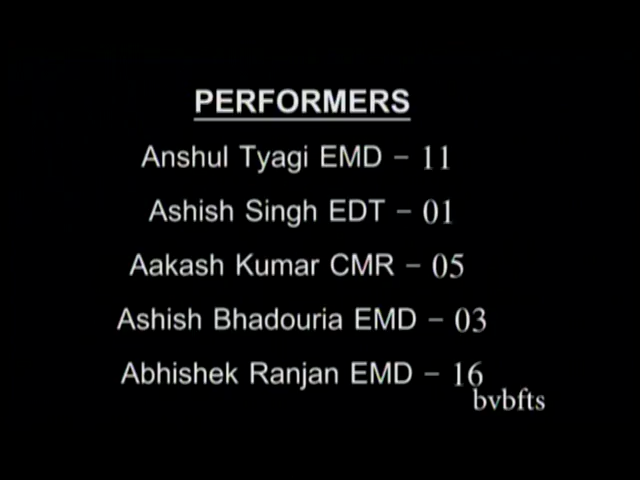 PERFORMERS
Anshul Tyagi EMD – 11
Ashish Singh EDT – 01
Aakash Kumar CMR – 05
Ashish Bhadouria EMD – 03
Abhishek Ranjan EMD – 16
bvbfts